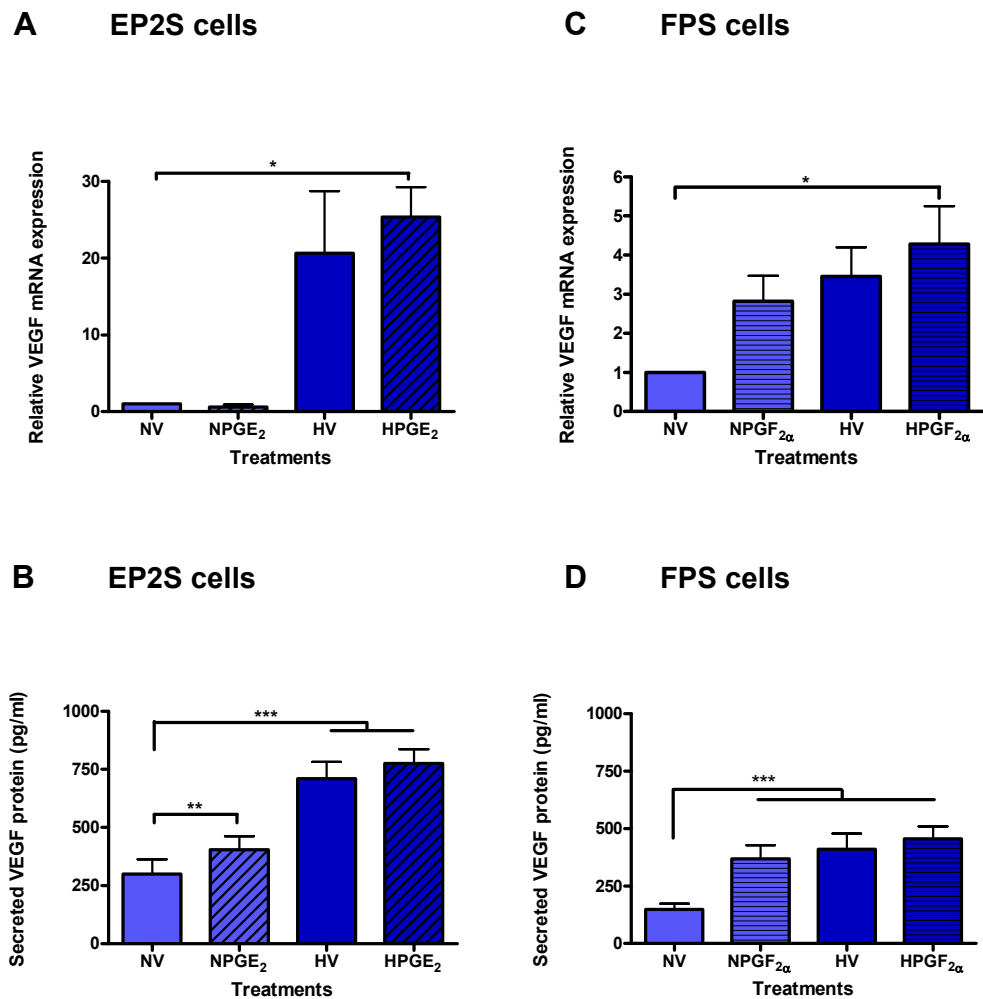 A EP2S cells
Relative VEGF mRNA expression
30
20
10
0
*
NV NPGE₂ HV HPGE₂
Treatments
C FPS cells
Relative VEGF mRNA expression
6
5
4
3
2
1
0
*
NV NPGF₂α HV HPGF₂α
Treatments
B EP2S cells
Secreted VEGF protein (pg/ml)
1000
750
500
250
0
***
**
NV NPGE₂ HV HPGE₂
Treatments
D FPS cells
Secreted VEGF protein (pg/ml)
1000
750
500
250
0
***
NV NPGF₂α HV HPGF₂α
Treatments